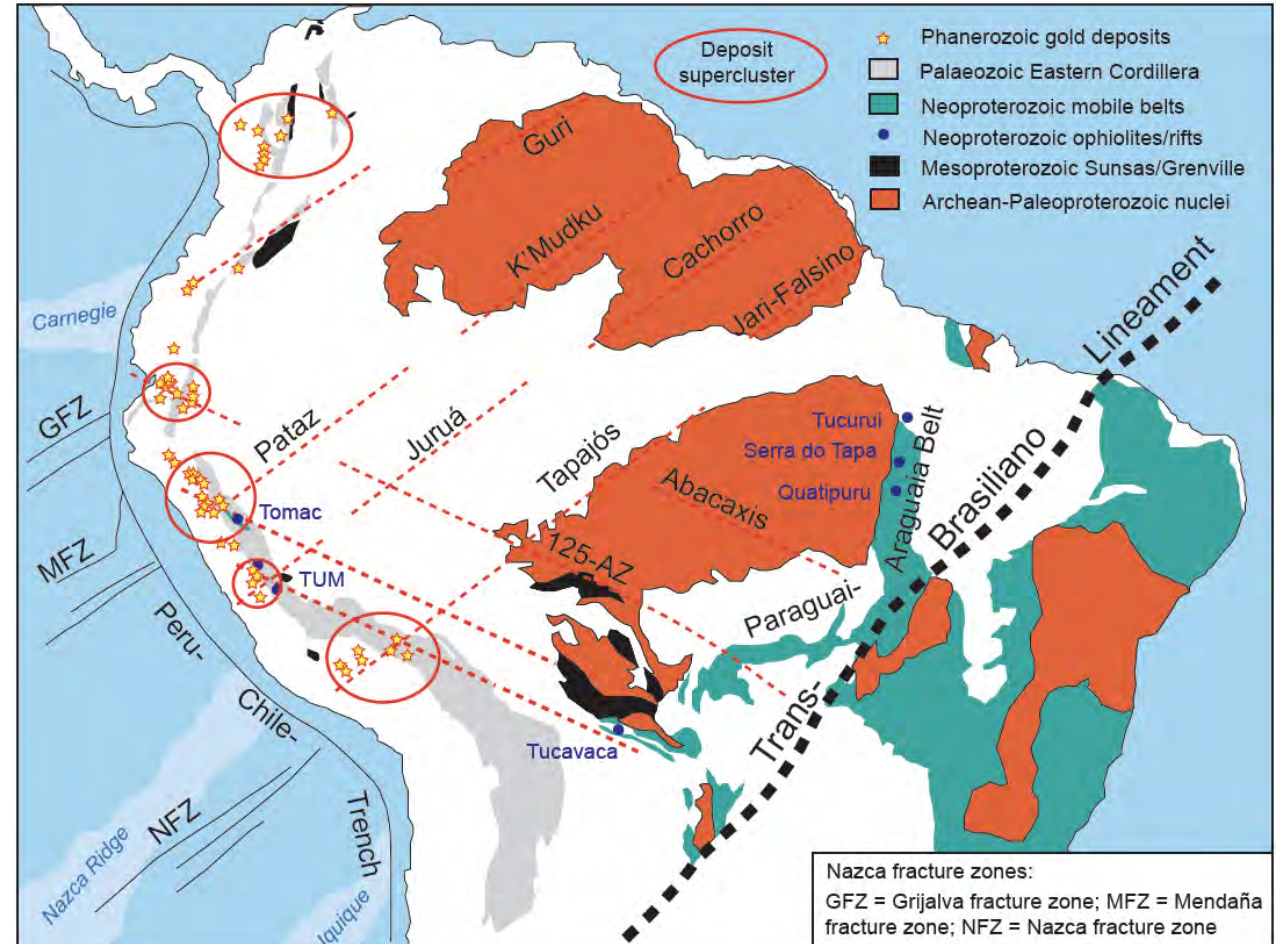 Deposit
supercluster
Phanerozoic gold deposits
Palaeozoic Eastern Cordillera
Neoproterozoic mobile belts
Neoproterozoic ophiolites/rifts
Mesoproterozoic Sunsas/Grenville
Archean-Paleoproterozoic nuclei
Guri
K'Mudku
Cachorro
Jari-Falsino
Lineament
Carnegie
GFZ
Pataz
Juruá
Tapajós
Tucurui
Serra do Tapa
Quatipuru
Abacaxis
Araguaia Belt
Brasiliano
Tomac
125-AZ
MFZ
TUM
Paraguai-
Trans-
Peru-
Chile-
Trench
Tucavaca
NFZ
Nazca Ridge
Iquique
Nazca fracture zones:
GFZ = Grijalva fracture zone; MFZ = Mendaña
fracture zone; NFZ = Nazca fracture zone